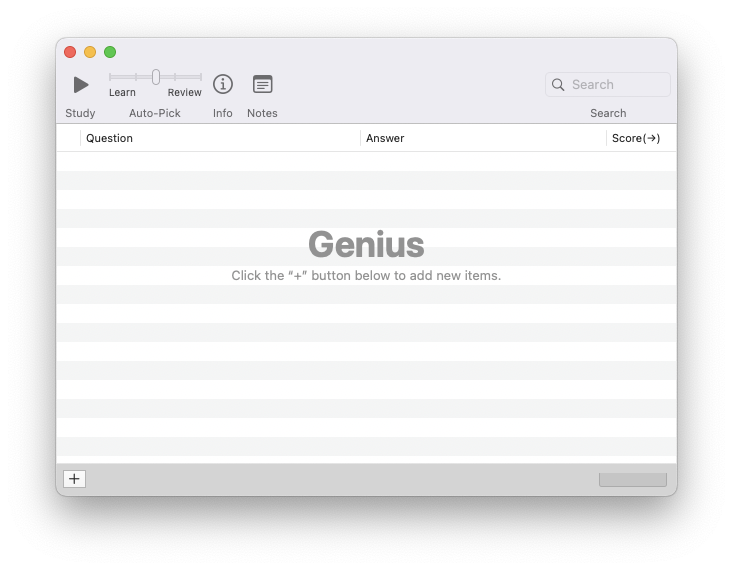 Learn Review
Study Auto-Pick Info Notes
Search
Search
Question Answer Score(→)
Genius
Click the “+” button below to add new items.